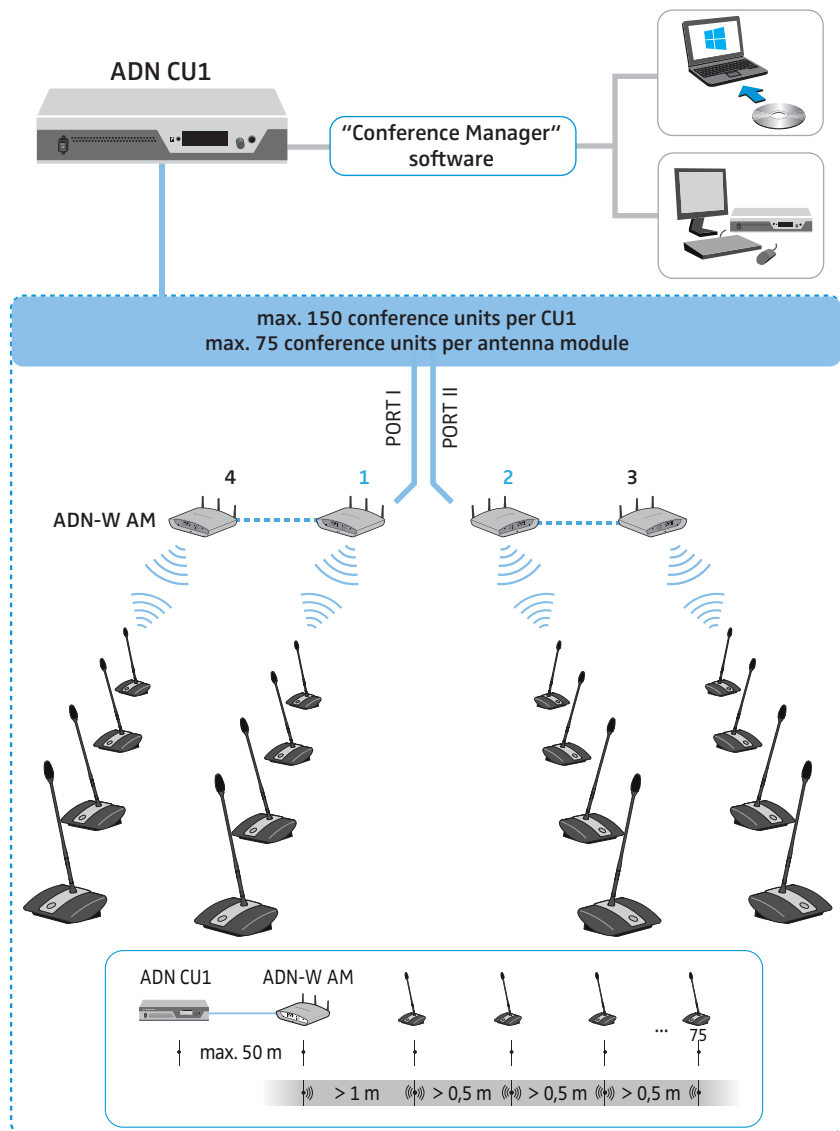 ADN CU1
“Conference Manager“
software
max. 150 conference units per CU1
max. 75 conference units per antenna module
PORT I
PORT II
4
1
2
3
ADN-W AM
ADN CU1
ADN-W AM
...
75
max. 50 m
> 1 m
> 0,5 m
> 0,5 m
> 0,5 m